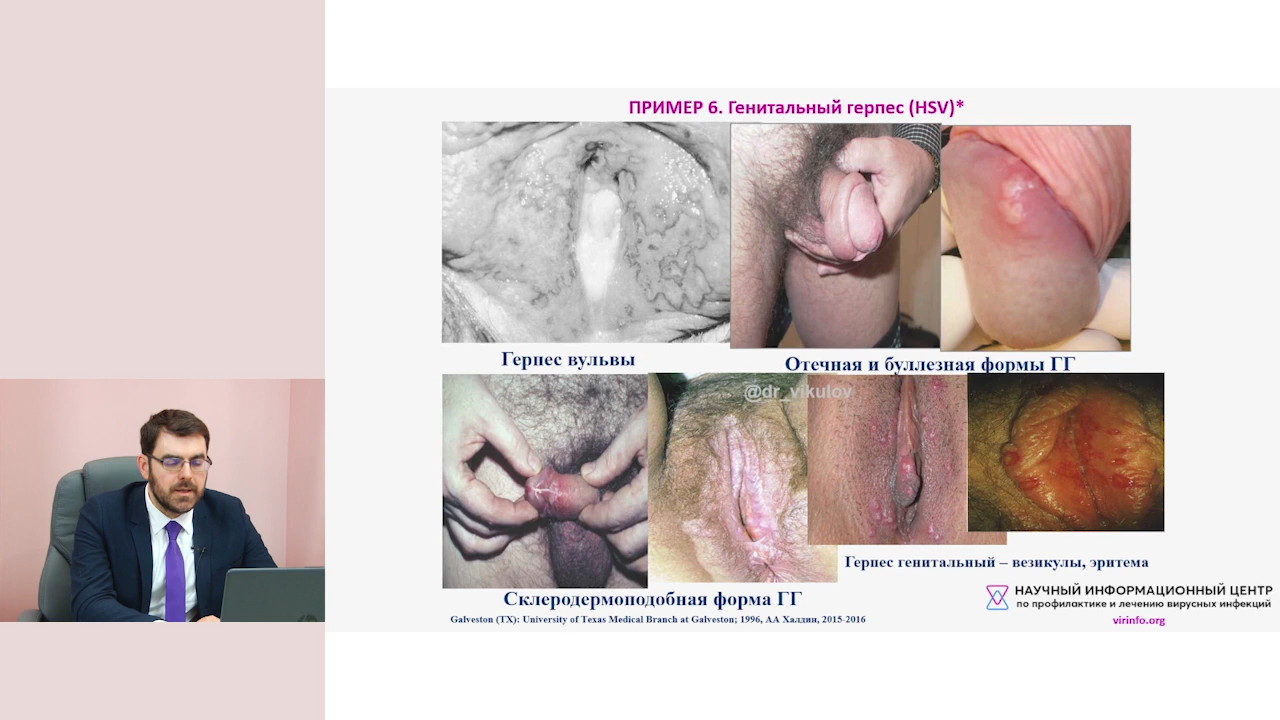 ПРИМЕР 6. Генитальный герпес (HSV)*
Герпес вульвы
Отечная и буллезная формы ГГ
@dr_vikulov
Герпес генитальный – везикулы, эритема
Склеродермоподобная форма ГГ
НАУЧНЫЙ ИНФОРМАЦИОННЫЙ ЦЕНТР
по профилактике и лечению вирусных инфекций
Galveston (TX): University of Texas Medical Branch at Galveston; 1996, АА Халдин, 2015-2016
virinfo.org